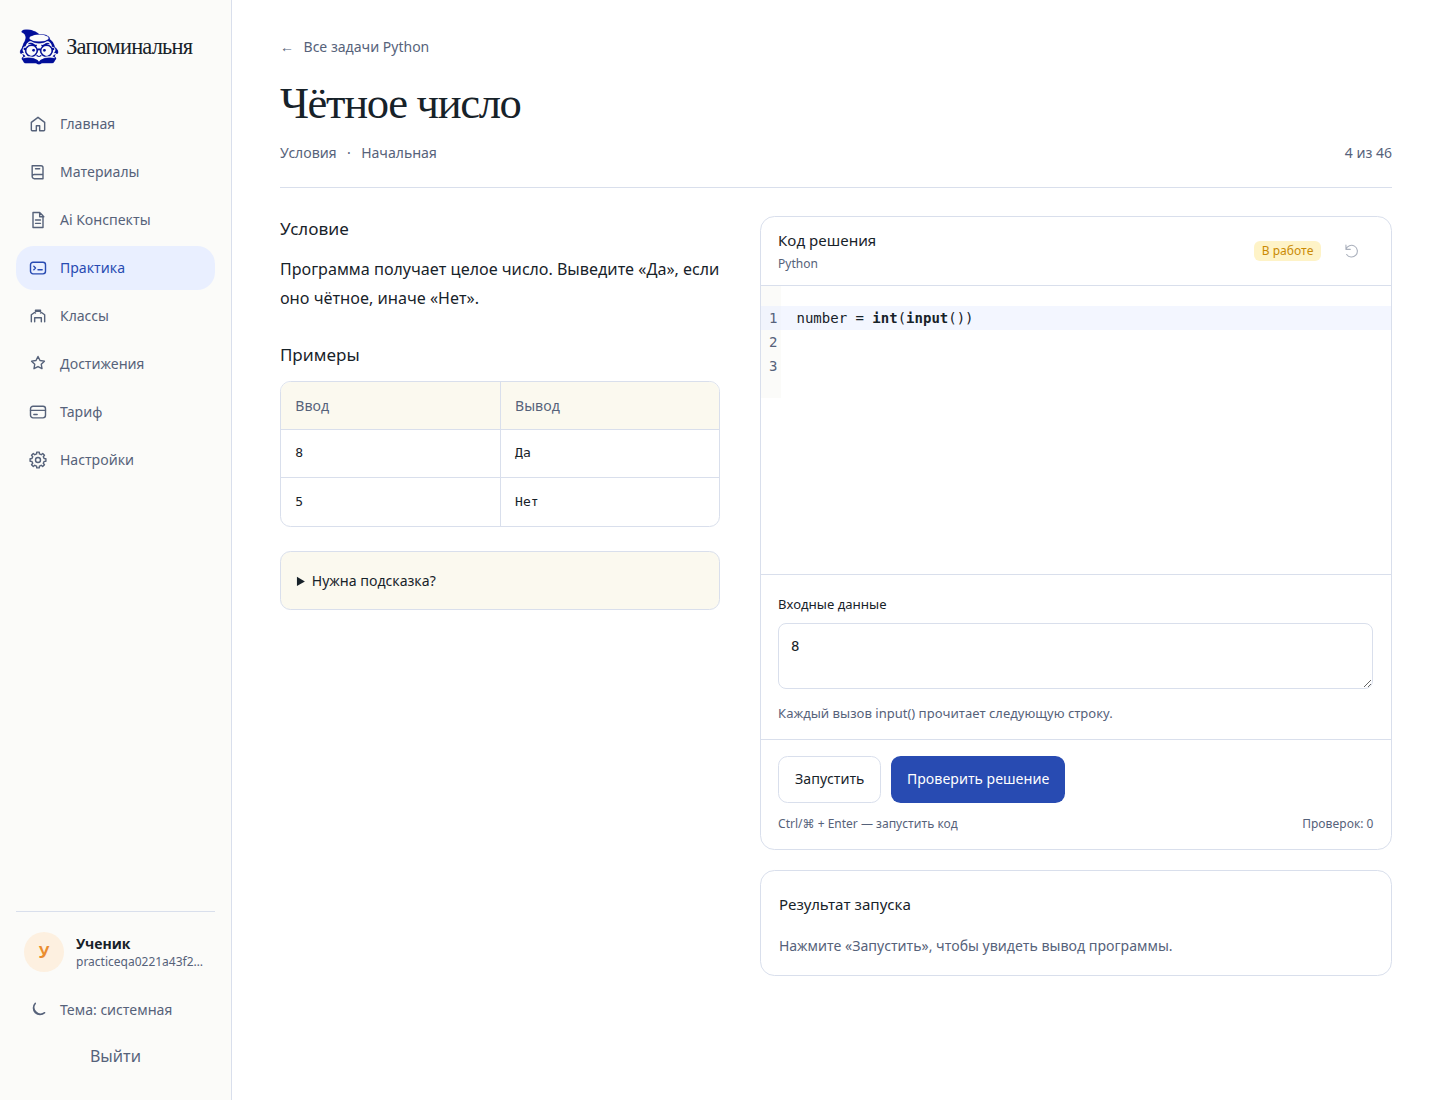 Запоминальня
Главная
Материалы
Ai Конспекты
Практика
Классы
Достижения
Тариф
Настройки
Ученик
practiceqa0221a43f2...
Тема: системная
Выйти
← Все задачи Python
Чётное число
Условия · Начальная
4 из 46
Условие
Программа получает целое число. Выведите «Да», если
оно чётное, иначе «Нет».
Примеры
Ввод Вывод
8 Да
5 Нет
▶ Нужна подсказка?
Код решения
Python
В работе
1 number = int(input())
2
3
Входные данные
8
Каждый вызов input() прочитает следующую строку.
Запустить Проверить решение
Ctrl/⌘ + Enter — запустить код
Проверок: 0
Результат запуска
Нажмите «Запустить», чтобы увидеть вывод программы.